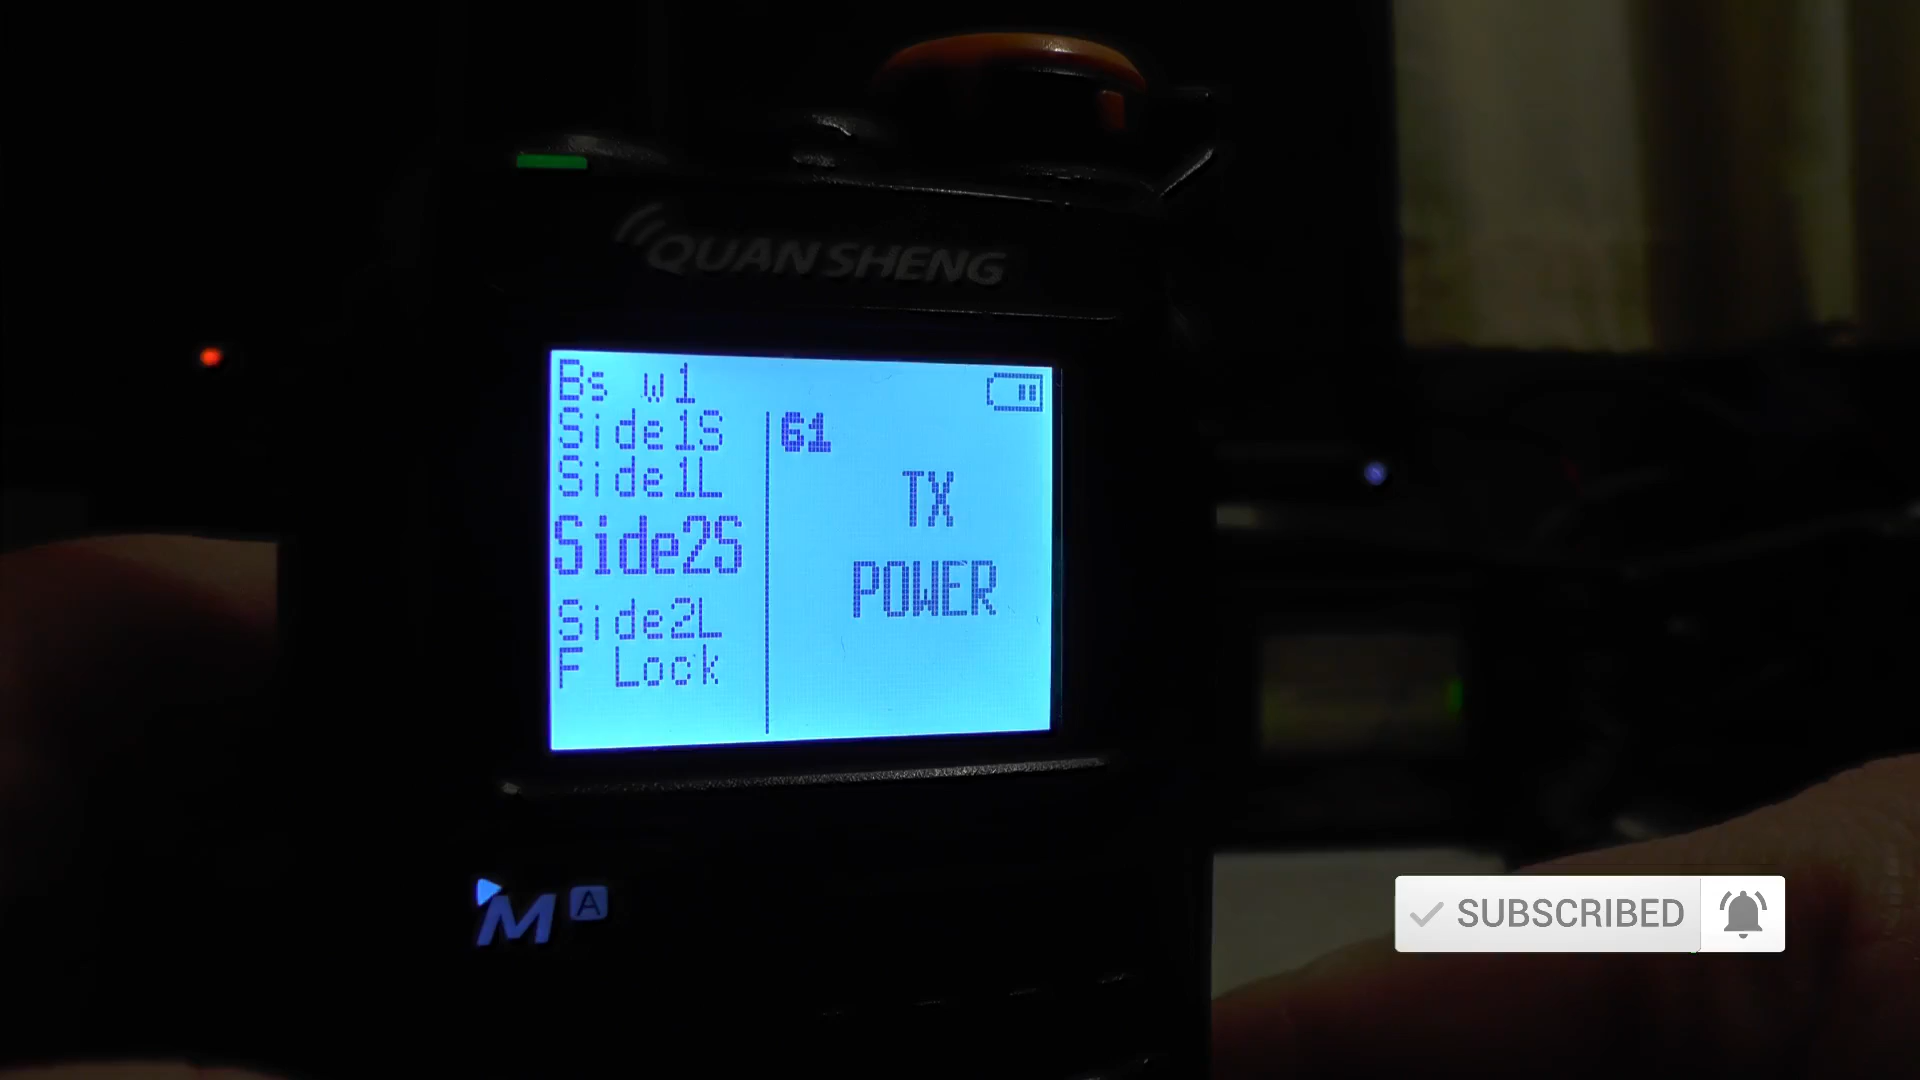 QUANSHENG
Bs w1
Side1S
Side1L
Side2S
Side2L
F Lock
61
TX
POWER
M A
SUBSCRIBED